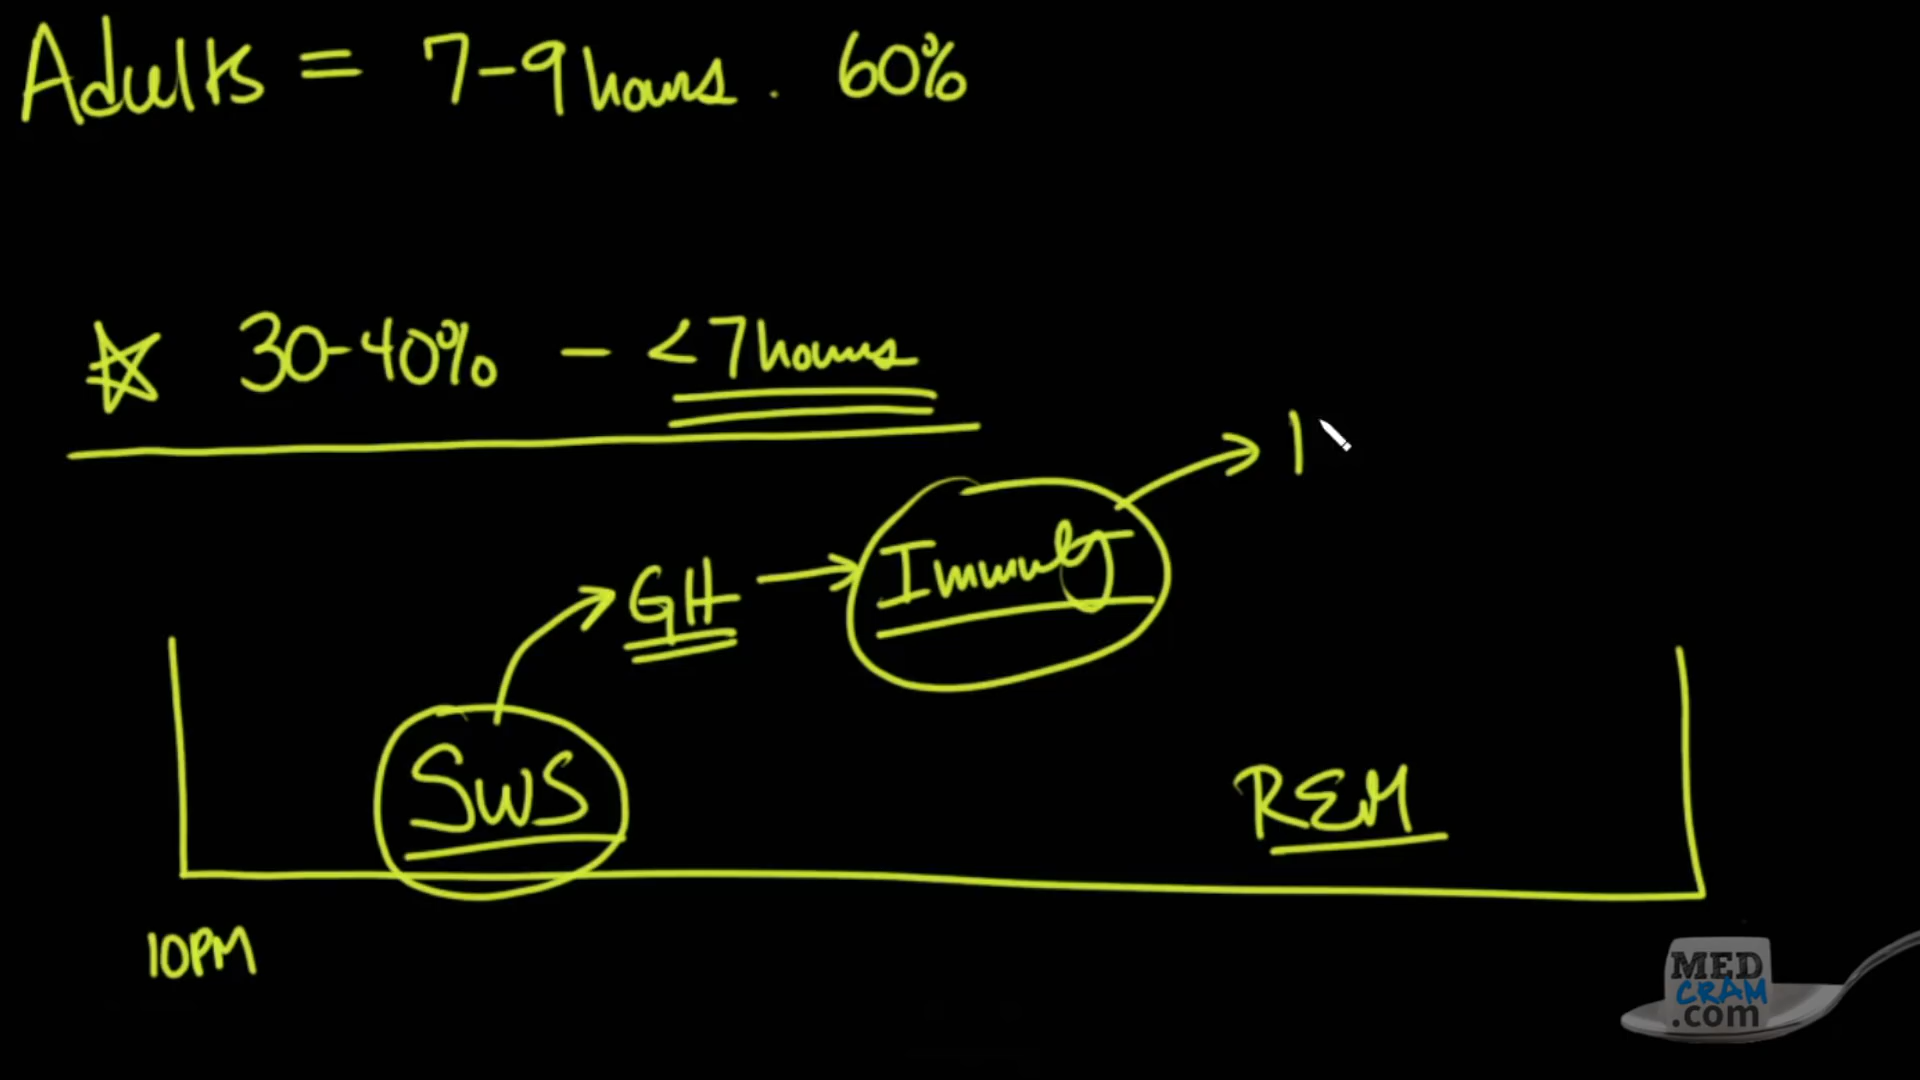 Adults = 7-9 hours. 60%
☆ 30-40% - <7 hours
SWS → GH → Immunity → I
REM
10PM
MED
CRAM
.com